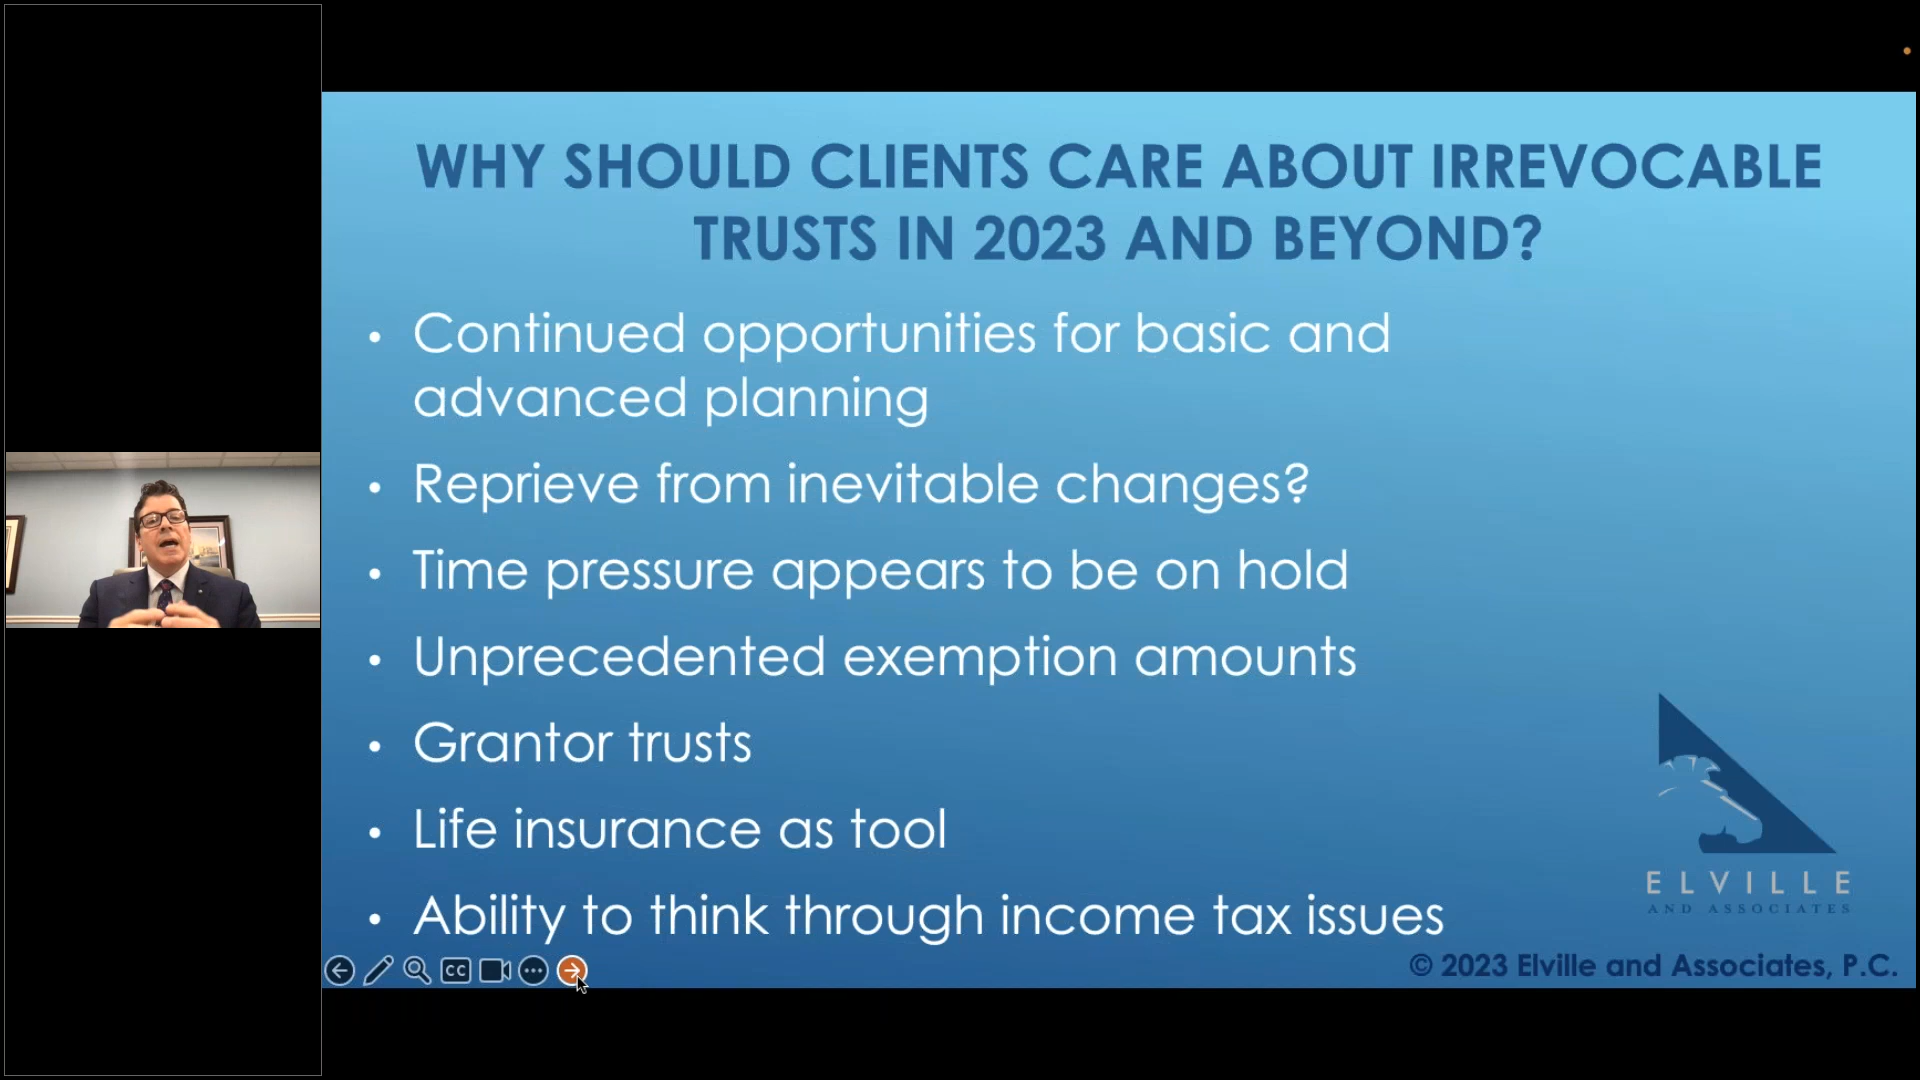 WHY SHOULD CLIENTS CARE ABOUT IRREVOCABLE
TRUSTS IN 2023 AND BEYOND?
• Continued opportunities for basic and
advanced planning
• Reprieve from inevitable changes?
• Time pressure appears to be on hold
• Unprecedented exemption amounts
• Grantor trusts
• Life insurance as tool
• Ability to think through income tax issues
ELVILLE
AND ASSOCIATES
© 2023 Elville and Associates, P.C.
CC